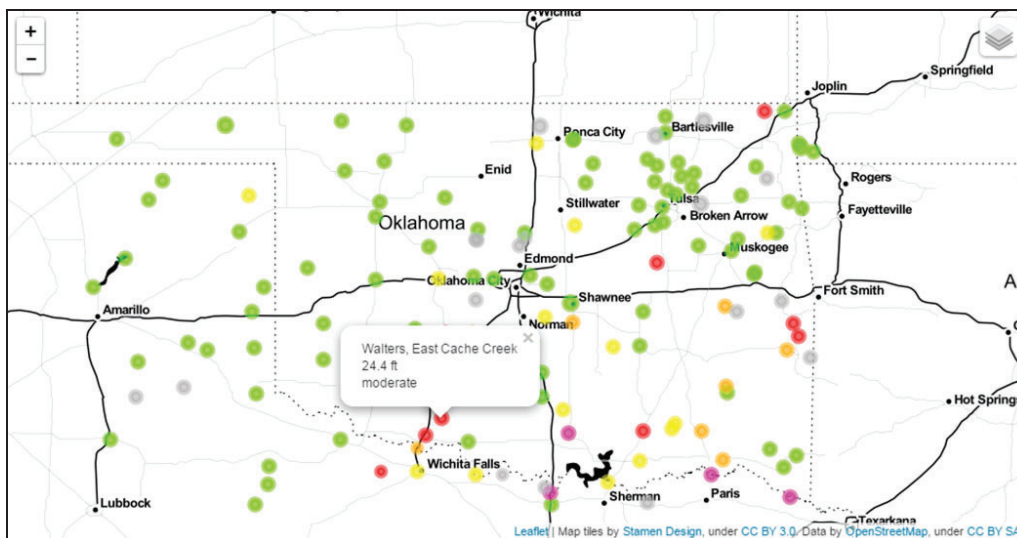 +
−
Wichita
Springfield
Joplin
Ponca City
Bartlesville
Enid
Rogers
Stillwater
Tulsa
Fayetteville
Oklahoma
Broken Arrow
Muskogee
Edmond
Oklahoma City
Fort Smith
A
Shawnee
Amarillo
Norman
×
Walters, East Cache Creek
24.4 ft
moderate
Hot Springs
Wichita Falls
Lubbock
Sherman
Paris
Texarkana
Leaflet | Map tiles by Stamen Design, under CC BY 3.0. Data by OpenStreetMap, under CC BY SA